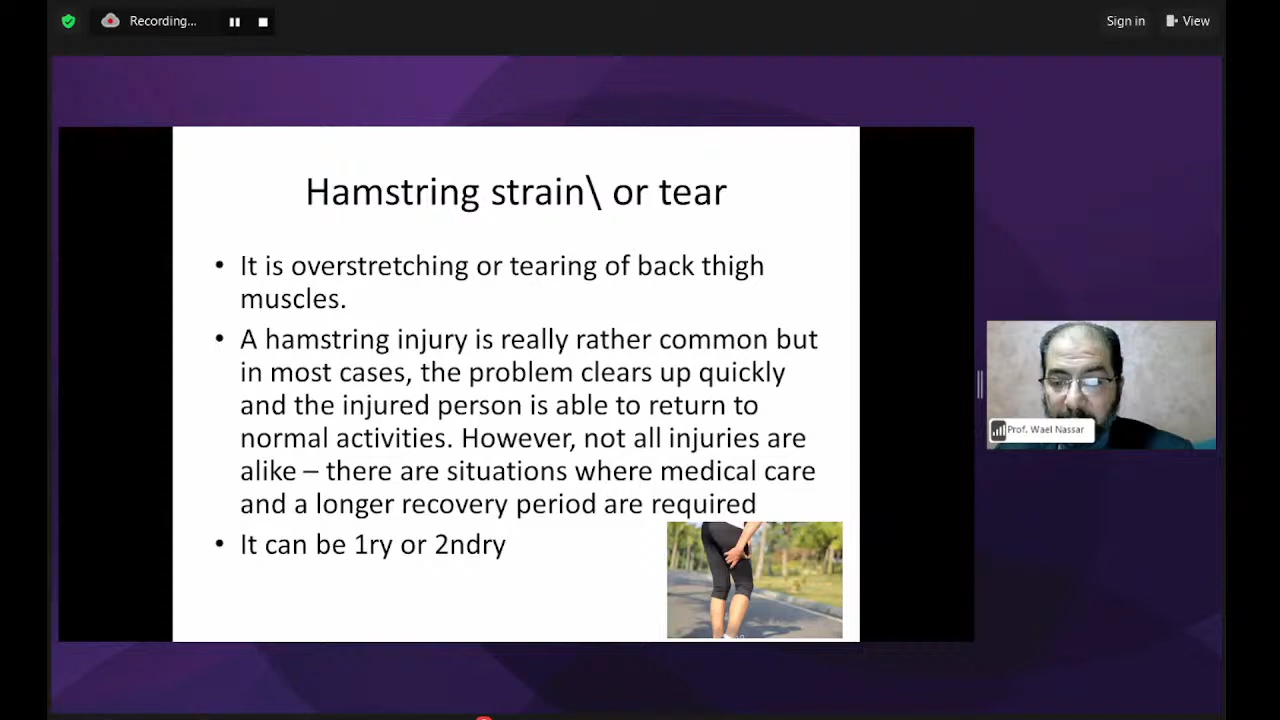 Recording...
Sign in
View
Hamstring strain\ or tear
• It is overstretching or tearing of back thigh
muscles.
• A hamstring injury is really rather common but
in most cases, the problem clears up quickly
and the injured person is able to return to
normal activities. However, not all injuries are
alike – there are situations where medical care
and a longer recovery period are required
• It can be 1ry or 2ndry
Prof. Wael Nassar